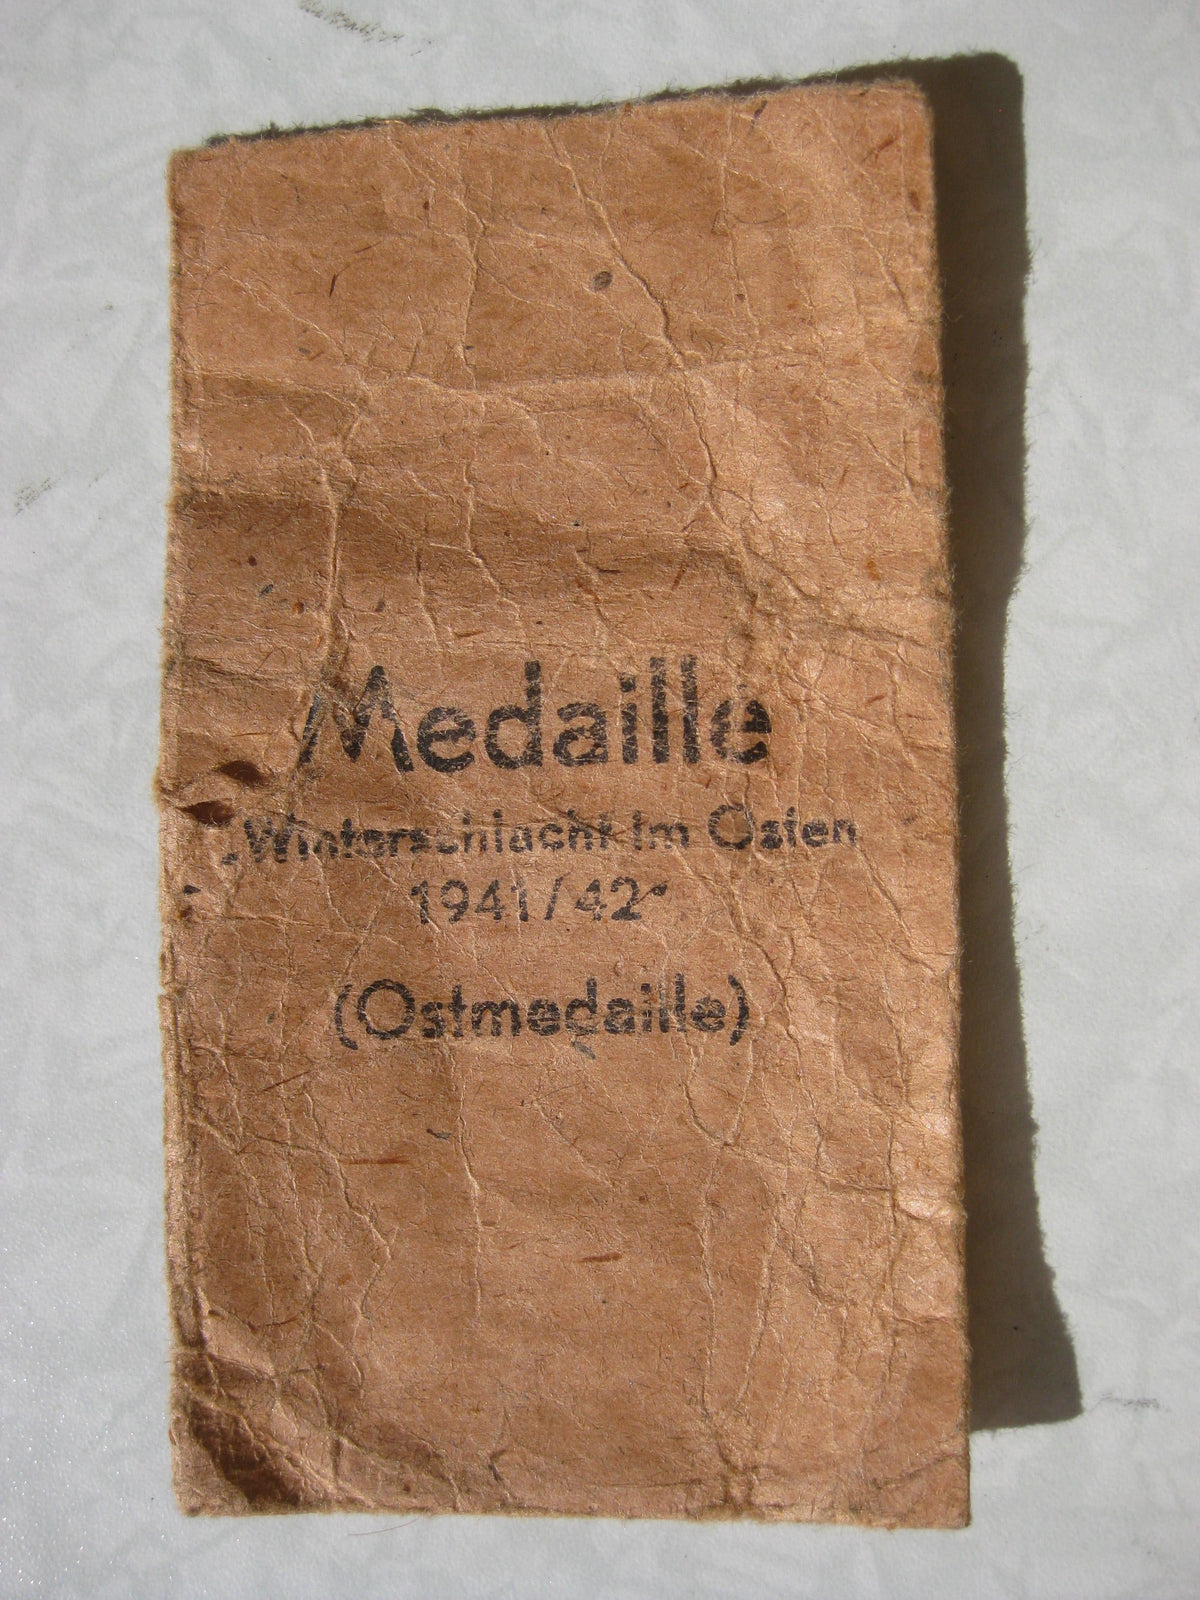 Medaille
„Winterschlacht im Osten
1941/42“
(Ostmedaille)